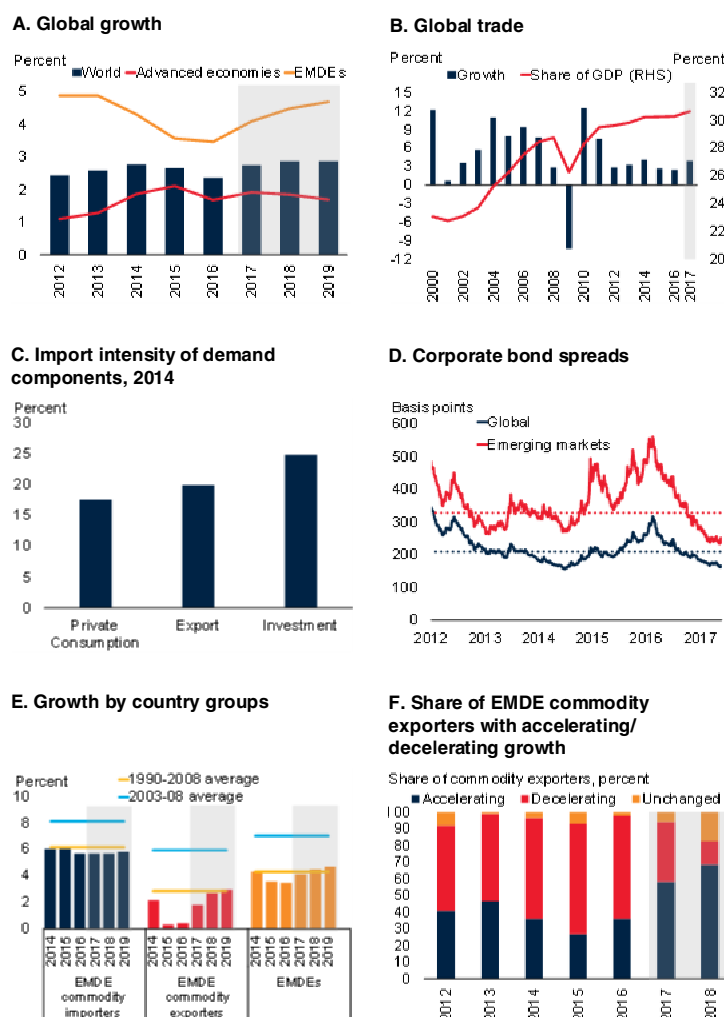 A. Global growth
Percent
World Advanced economies EMDEs
5
4
3
2
1
0
2012 2013 2014 2015 2016 2017 2018 2019
B. Global trade
Percent Percent
Growth Share of GDP (RHS)
15 32
12 30
9
6 28
3 26
0
-3 24
-6 22
-9
-12 20
2000 2002 2004 2006 2008 2010 2012 2014 2016 2017
C. Import intensity of demand
components, 2014
Percent
30
25
20
15
10
5
0
Private Export Investment
Consumption
D. Corporate bond spreads
Basis points
Global
Emerging markets
600
500
400
300
200
100
0
2012 2013 2014 2015 2016 2017
E. Growth by country groups
Percent
1990-2008 average
2003-08 average
10
8
6
4
2
0
2014 2015 2016 2017 2018 2019 2014 2015 2016 2017 2018 2019 2014 2015 2016 2017 2018 2019
EMDE EMDE EMDEs
commodity commodity
importers exporters
F. Share of EMDE commodity
exporters with accelerating/
decelerating growth
Share of commodity exporters, percent
Accelerating Decelerating Unchanged
100
90
80
70
60
50
40
30
20
10
0
2012 2013 2014 2015 2016 2017 2018